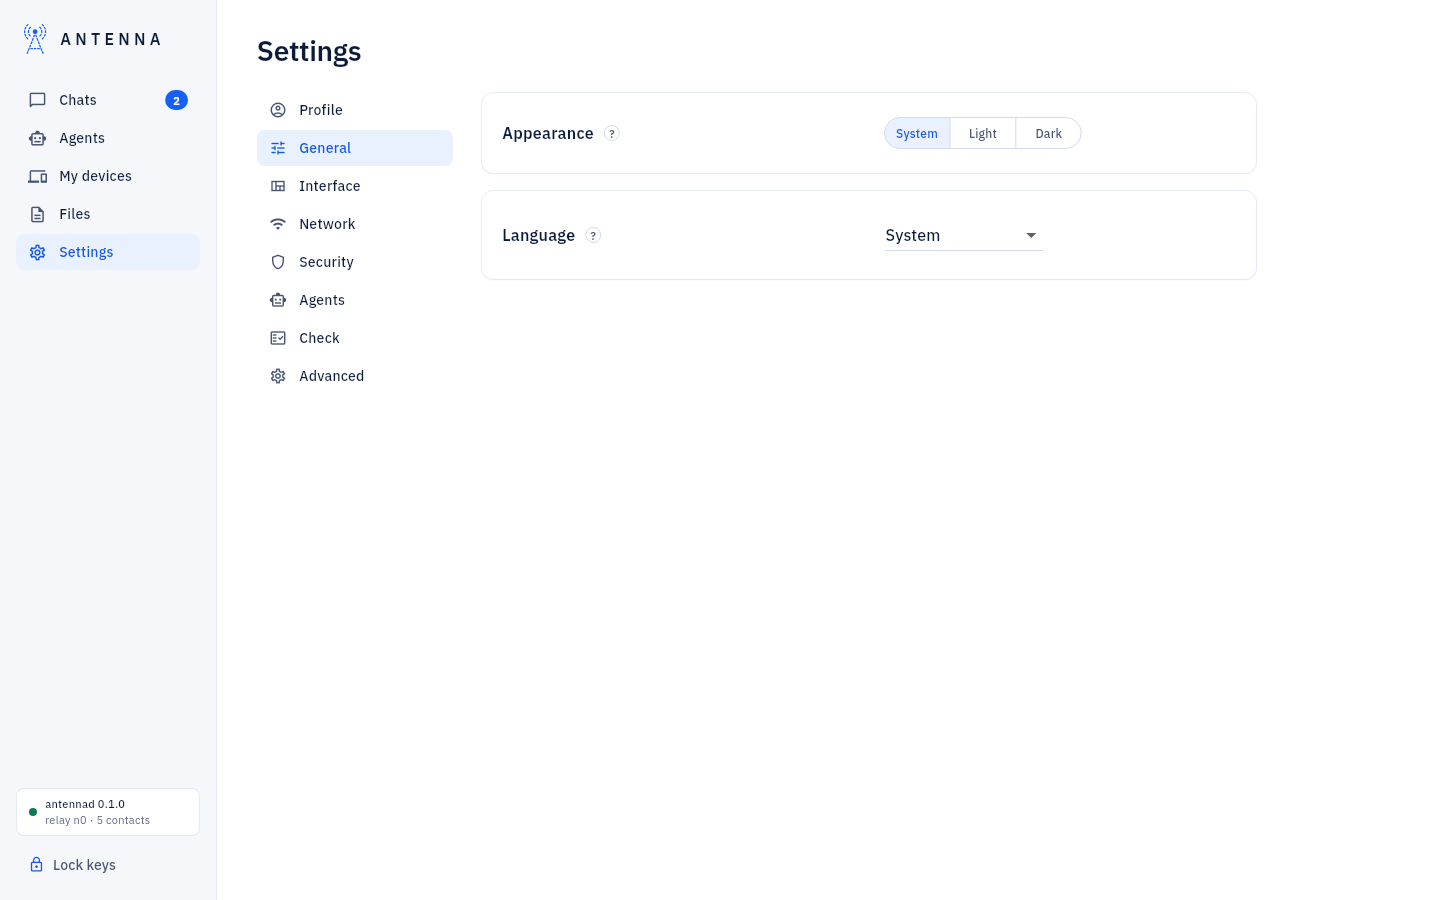 ANTENNA
Chats 2
Agents
My devices
Files
Settings
antennad 0.1.0
relay n0 · 5 contacts
Lock keys
Settings
Profile
General
Interface
Network
Security
Agents
Check
Advanced
Appearance ? System Light Dark
Language ? System